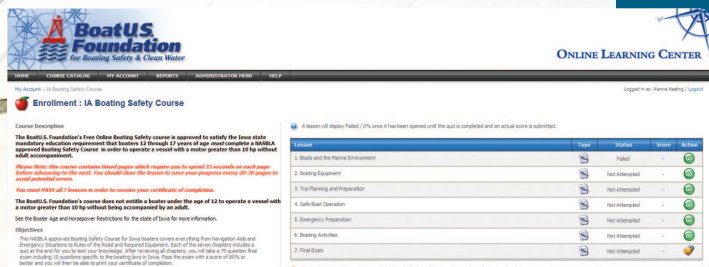 BoatU.S.
Foundation
for Boating Safety & Clean Water
ONLINE LEARNING CENTER
HOME COURSE CATALOG MY ACCOUNT REPORTS ADMINISTRATOR MENU HELP
My Account : IA Boating Safety Course
Logged in as: Alanna Keating / Logout
Enrollment : IA Boating Safety Course
Course Description
The BoatU.S. Foundation's Free Online Boating Safety course is approved to satisfy the Iowa state
mandatory education requirement that boaters 12 through 17 years of age must complete a NASBLA
approved Boating Safety Course in order to operate a vessel with a motor greater than 10 hp without
adult accompaniment.
Please Note: this course contains timed pages which require you to spend 33 seconds on each page
before advancing to the next. You should close the lesson to save your progress every 20-30 pages to
avoid potential errors.
You must PASS all 7 lessons in order to receive your certificate of completion.
The BoatU.S. Foundation's course does not entitle a boater under the age of 12 to operate a vessel with
a motor greater than 10 hp without being accompanied by an adult.
See the Boater Age and Horsepower Restrictions for the state of Iowa for more information.
Objectives
This NASBLA approved Boating Safety Course for Iowa boaters covers everything from Navigation Aids and
Emergency Situations to Rules of the Road and Required Equipment. Each of the seven chapters includes a
quiz at the end for you to test your knowledge. After reviewing all chapters, you will take a 75 question final
exam including 10 questions specific to the boating laws in Iowa. Pass the exam with a score of 80% or
better and you will then be able to print your certificate of completion.
A lesson will display Failed / 0% once it has been opened until the quiz is completed and an actual score is submitted.
Lesson Type Status Score Action
1. Boats and the Marine Environment Failed - GO
2. Boating Equipment Not Attempted - GO
3. Trip Planning and Preparation Not Attempted - GO
4. Safe Boat Operation Not Attempted - GO
5. Emergency Preparation Not Attempted - GO
6. Boating Activities Not Attempted - GO
7. Final Exam Not Attempted -